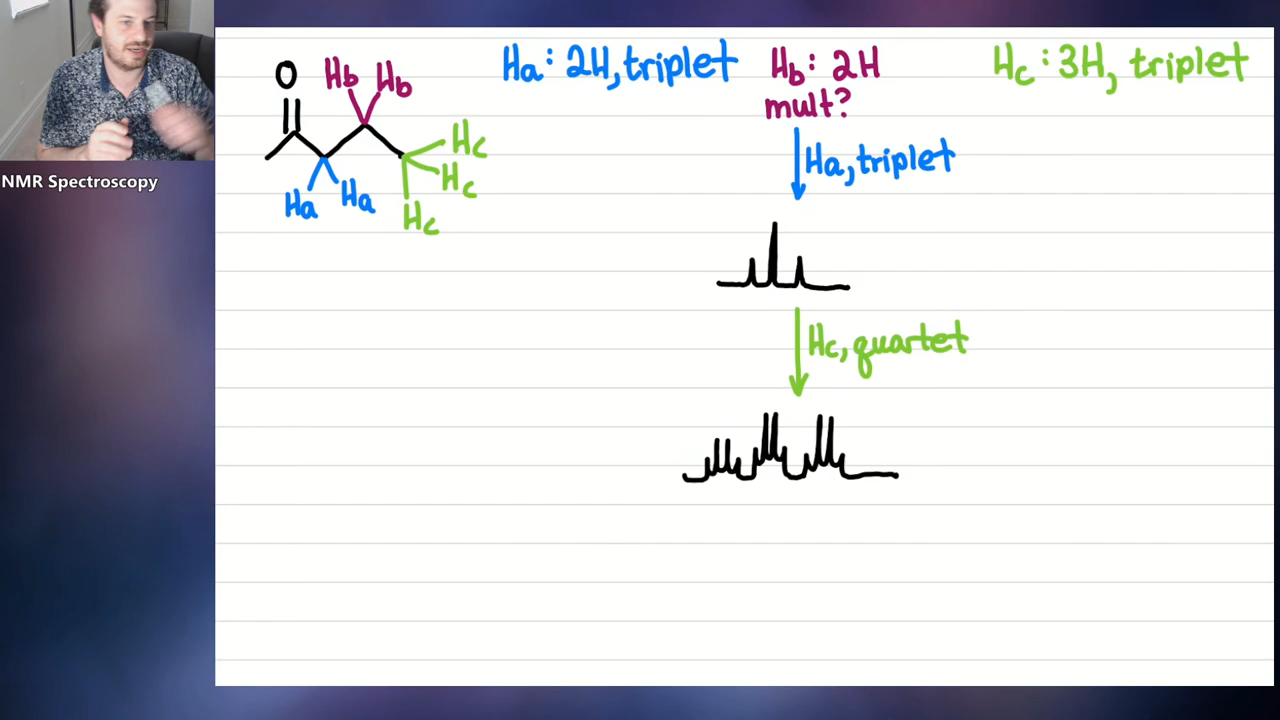 O
Hb Hb
Ha Ha
Hc
Hc
Hc
Ha: 2H, triplet
Hb: 2H
mult?
Ha, triplet
Hc, quartet
Hc: 3H, triplet
NMR Spectroscopy